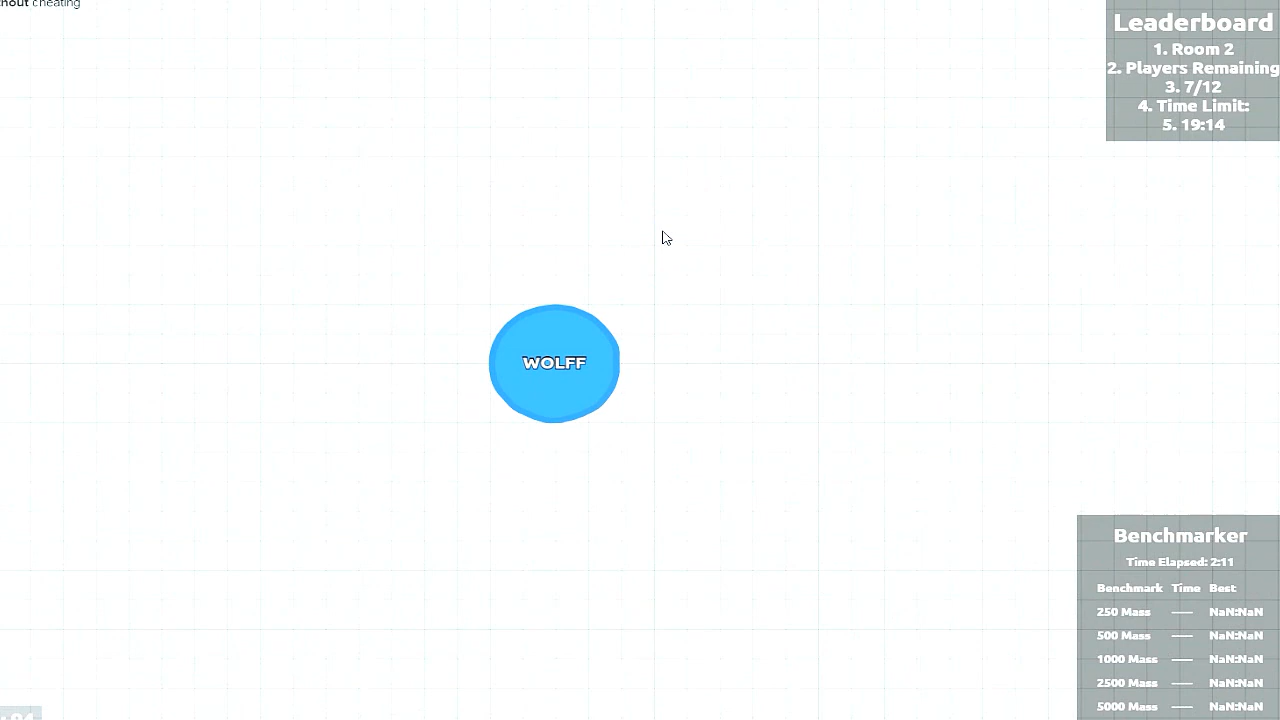 cheating
Leaderboard
1. Room 2
2. Players Remaining
3. 7/12
4. Time Limit:
5. 19:14
WOLFF
Benchmarker
Time Elapsed: 2:11
Benchmark Time Best
250 Mass — NaN:NaN
500 Mass — NaN:NaN
1000 Mass — NaN:NaN
2500 Mass — NaN:NaN
5000 Mass — NaN:NaN